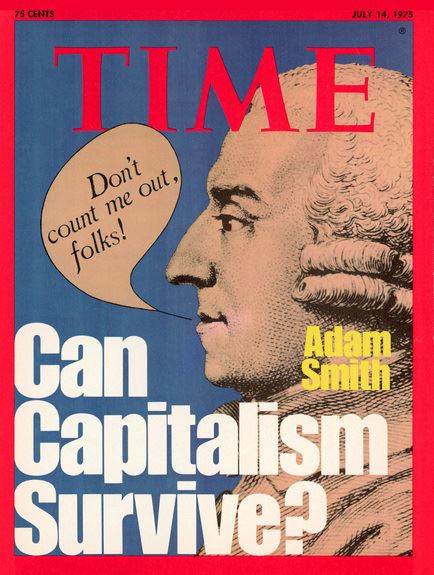 75 CENTS
JULY 14, 1975
TIME
®
Don't
count me out,
folks!
Adam
Smith
Can
Capitalism
Survive?